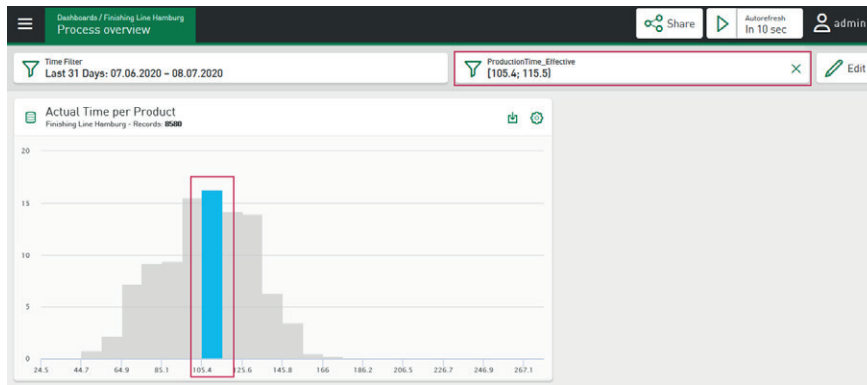 Dashboards / Finishing Line Hamburg
Process overview
Share
Autorefresh
In 10 sec
admin
Time Filter
Last 31 Days: 07.06.2020 – 08.07.2020
ProductionTime_Effective
[105.4; 115.5)
Edit
Actual Time per Product
Finishing Line Hamburg - Records: 8580
20
15
10
5
0
24.5 44.7 64.9 85.1 105.4 125.6 145.8 166 186.2 206.5 226.7 246.9 267.1